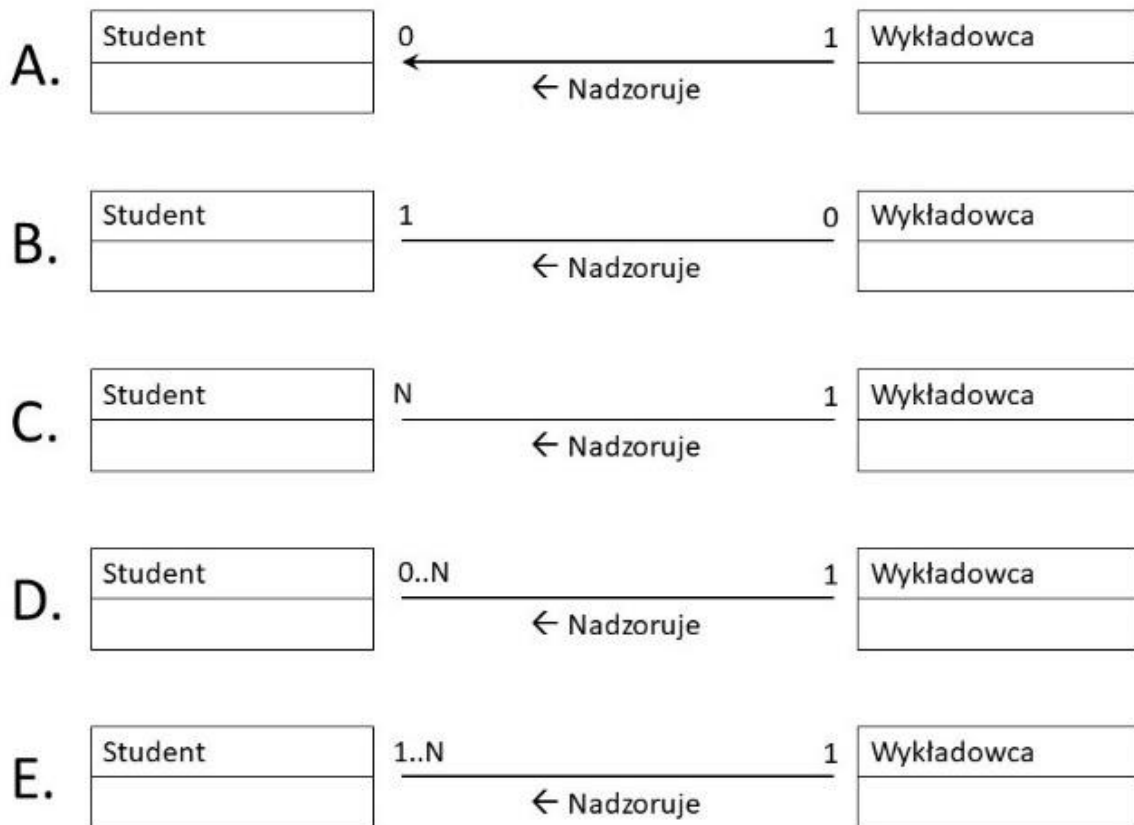 A. Student 0 1 Wykładowca
← Nadzoruje
B. Student 1 0 Wykładowca
← Nadzoruje
C. Student N 1 Wykładowca
← Nadzoruje
D. Student 0..N 1 Wykładowca
← Nadzoruje
E. Student 1..N 1 Wykładowca
← Nadzoruje